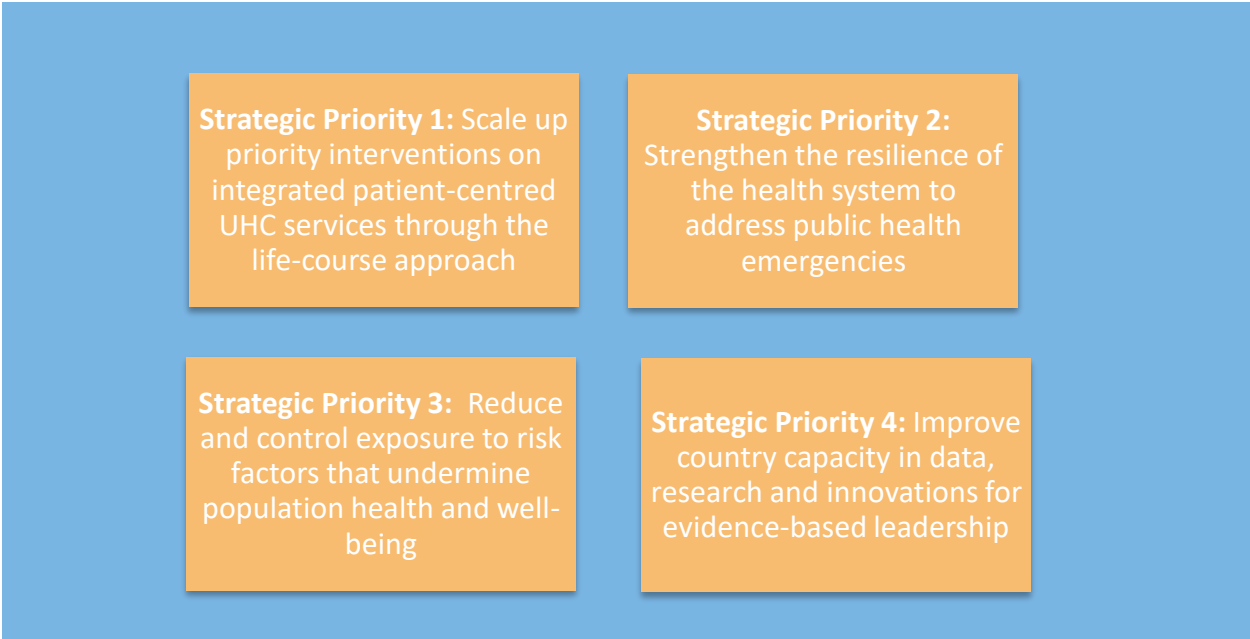 Strategic Priority 1: Scale up
priority interventions on
integrated patient-centred
UHC services through the
life-course approach
Strategic Priority 2:
Strengthen the resilience of
the health system to
address public health
emergencies
Strategic Priority 3:  Reduce
and control exposure to risk
factors that undermine
population health and well-
being
Strategic Priority 4: Improve
country capacity in data,
research and innovations for
evidence-based leadership